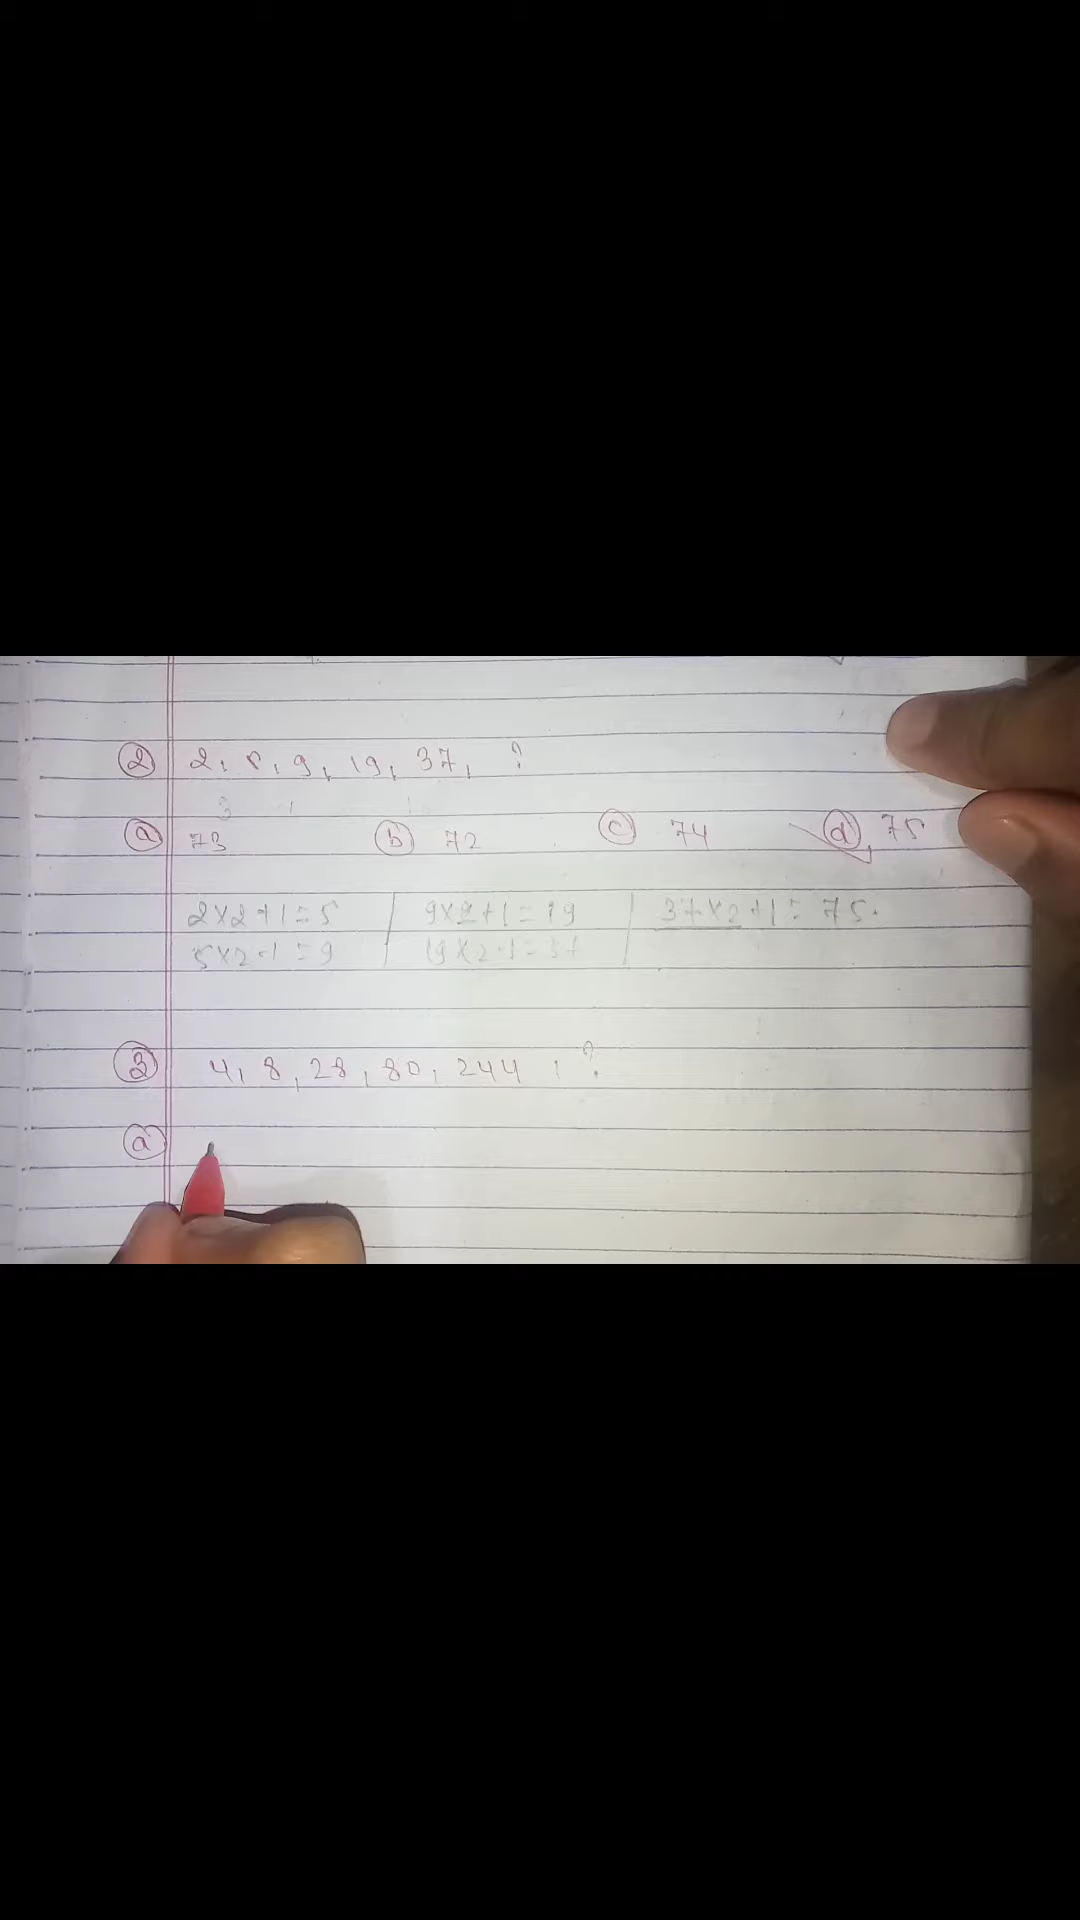 ② 2, 5, 9, 19, 37, ?
ⓐ 73 ⓑ 72 ⓒ 74 ⓓ 75
2×2+1=5 | 9×2+1=19 | 37×2+1=75.
5×2-1=9 | 19×2-1=37 |
③ 4, 8, 28, 80, 244, ?
ⓐ